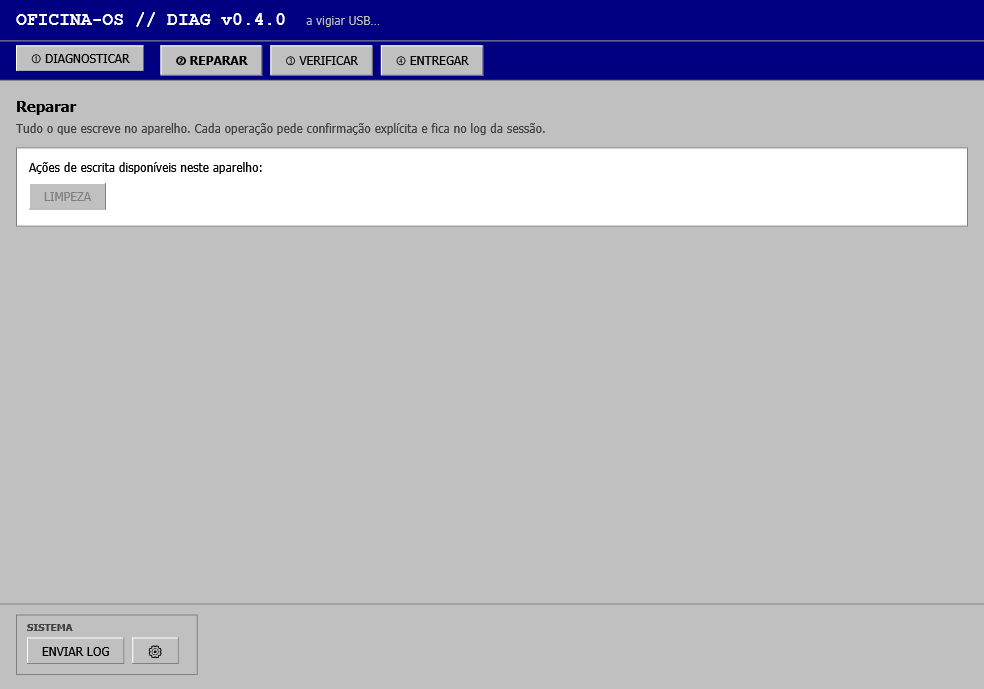 OFICINA-OS // DIAG v0.4.0 a vigiar USB...
① DIAGNOSTICAR ② REPARAR ③ VERIFICAR ④ ENTREGAR
Reparar
Tudo o que escreve no aparelho. Cada operação pede confirmação explícita e fica no log da sessão.
Ações de escrita disponíveis neste aparelho:
LIMPEZA
SISTEMA
ENVIAR LOG